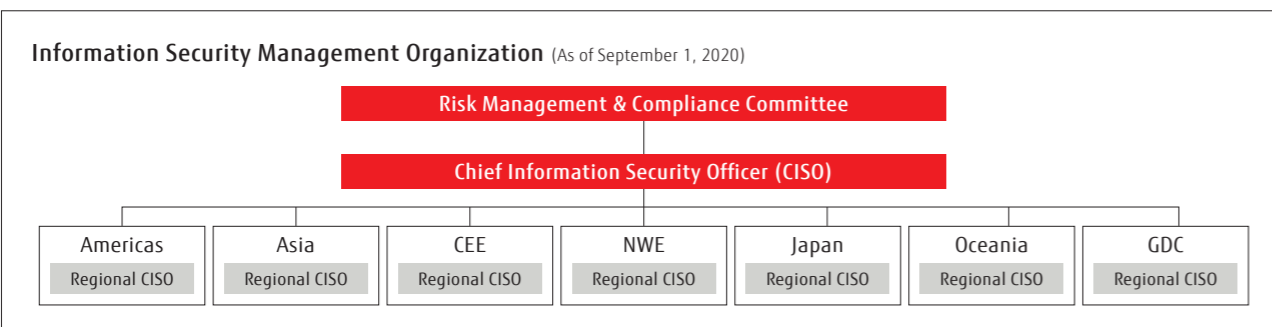 Information Security Management Organization (As of September 1, 2020)
Risk Management & Compliance Committee
Chief Information Security Officer (CISO)
Americas
Regional CISO
Asia
Regional CISO
CEE
Regional CISO
NWE
Regional CISO
Japan
Regional CISO
Oceania
Regional CISO
GDC
Regional CISO